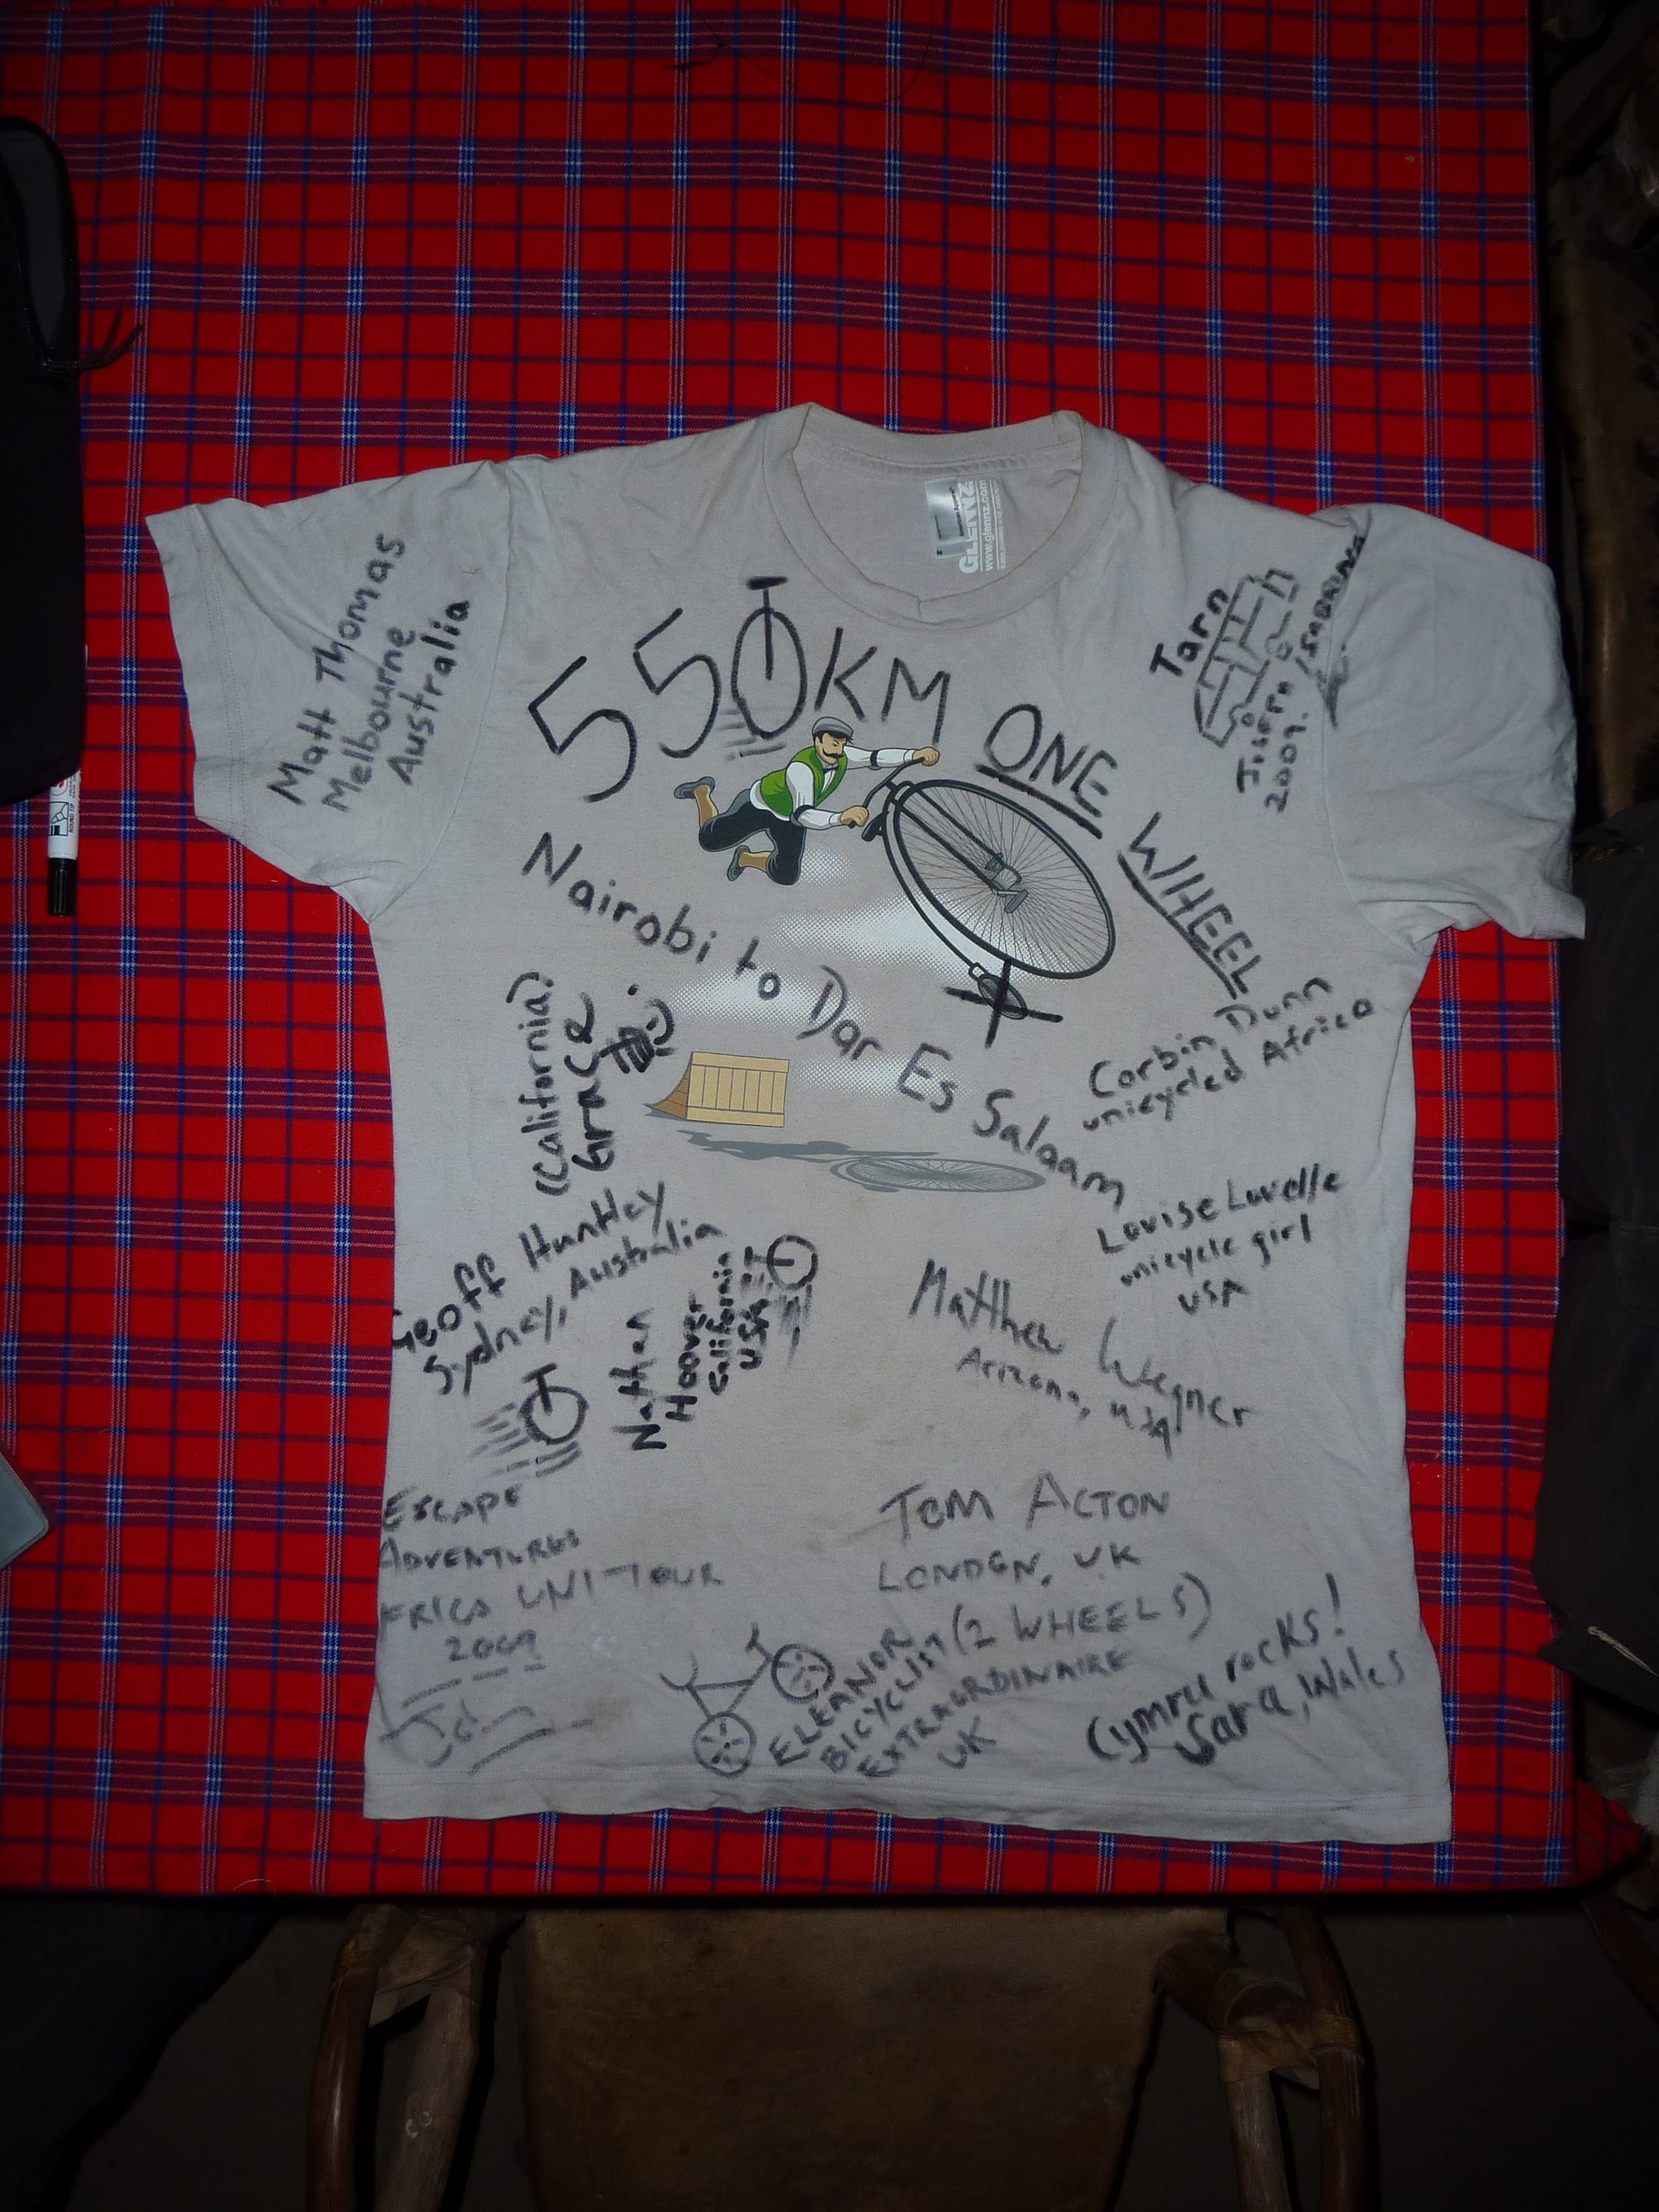 GLENNZ
www.glennz.com
Matt Thomas
Melbourne
Australia
550KM ONE WHEEL
Nairobi to Dar Es Salaam
Tarn
Joseph
2009.
(California)
Grace
Corbin Dunn
unicycled Africa
Geoff Huntley
Sydney, Australia
Nathan
Hoover
California
USA
Louise Lovelle
unicycle girl
USA
Matthew Wegner
Arizona, USA
ESCAPE
ADVENTURES
AFRICA UNI TOUR
2009
TOM ACTON
LONDON, UK
ELEANOR
BICYCLIST (2 WHEELS)
EXTRAORDINAIRE
UK
Cymru rocks!
Sara, Wales
ROUND TIP